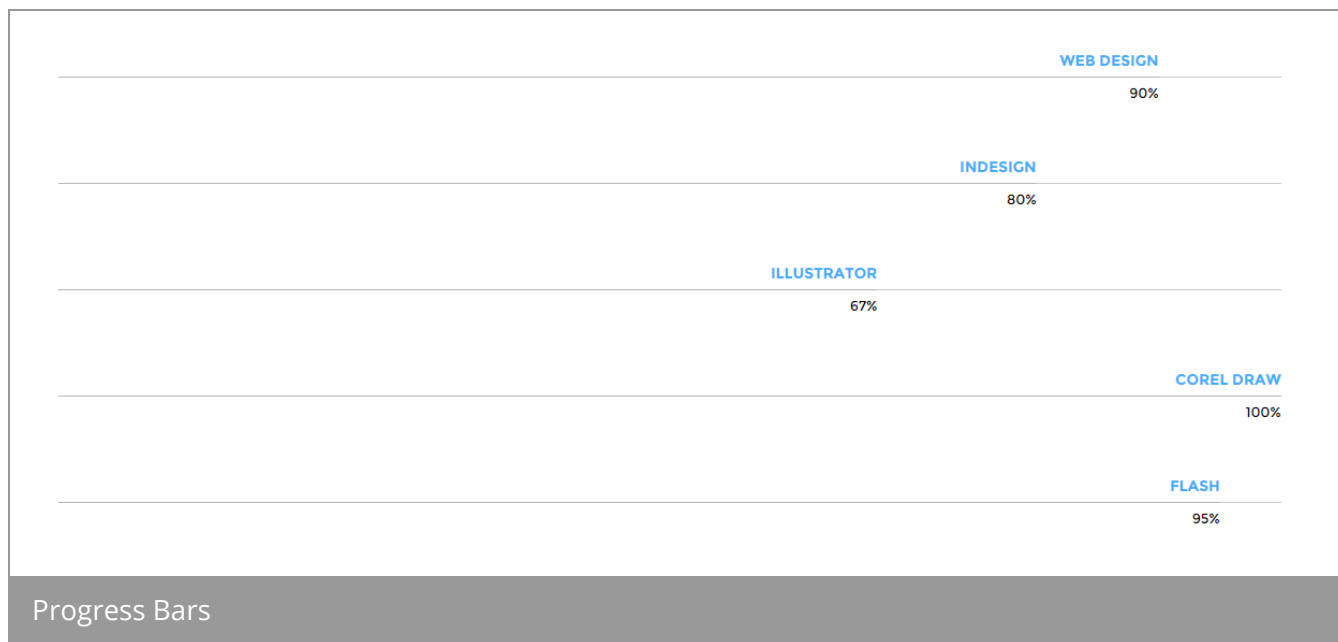 WEB DESIGN
90%
INDESIGN
80%
ILLUSTRATOR
67%
COREL DRAW
100%
FLASH
95%
Progress Bars